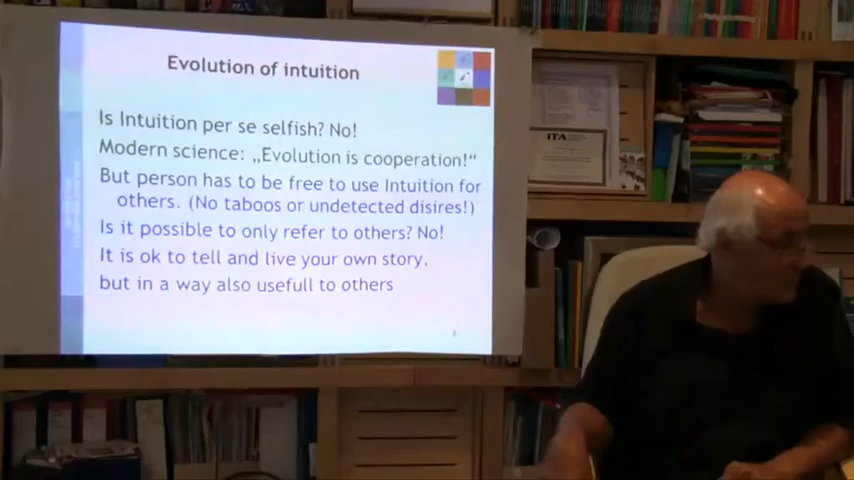 Evolution of intuition
Is Intuition per se selfish? No!
Modern science: „Evolution is cooperation!“
But person has to be free to use Intuition for
others. (No taboos or undetected disires!)
Is it possible to only refer to others? No!
It is ok to tell and live your own story,
but in a way also usefull to others
ITA